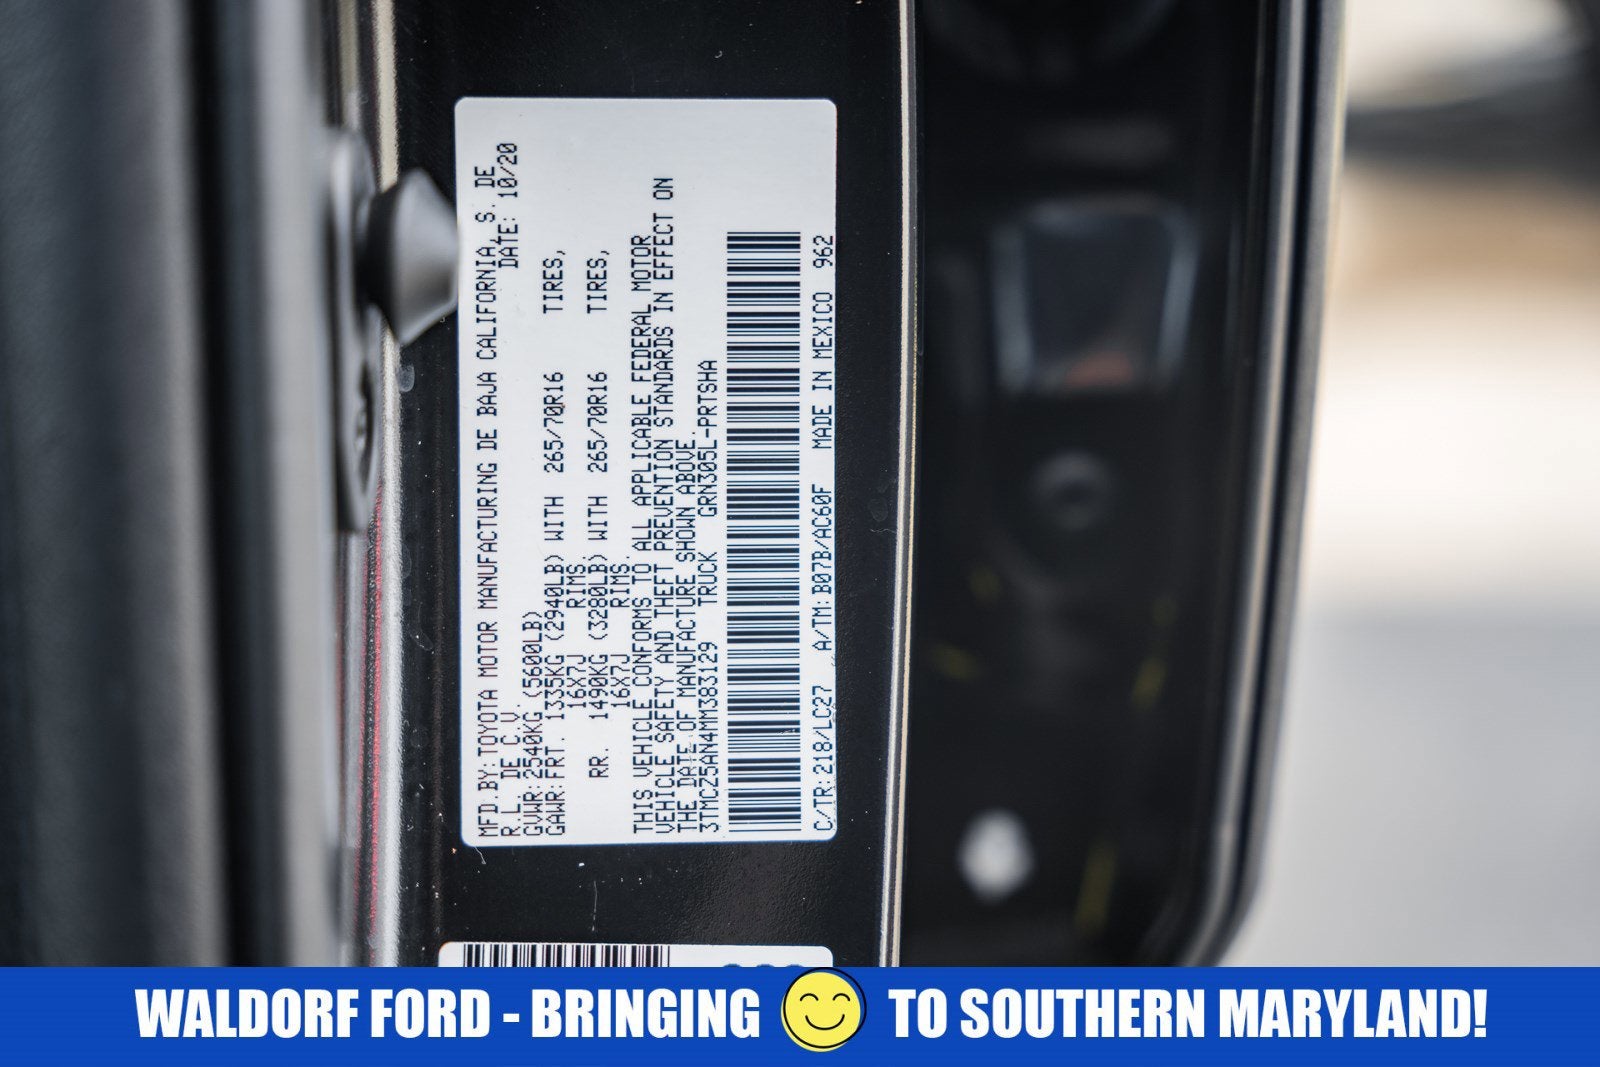 MFD.BY:TOYOTA MOTOR MANUFACTURING DE BAJA CALIFORNIA, S. DE
R.L. DE C.V. DATE: 10/20
GVWR:2540KG (5600LB)
GAWR:FRT. 1335KG (2940LB) WITH 265/70R16 TIRES,
16X7J RIMS.
RR. 1490KG (3280LB) WITH 265/70R16 TIRES,
16X7J RIMS.
THIS VEHICLE CONFORMS TO ALL APPLICABLE FEDERAL MOTOR
VEHICLE SAFETY AND THEFT PREVENTION STANDARDS IN EFFECT ON
THE DATE OF MANUFACTURE SHOWN ABOVE.
3TMCZ5AN4MM383129 TRUCK GRN305L-PRTSHA
C/TR:218/LC27 A/TM:B07B/AC60F MADE IN MEXICO 962
WALDORF FORD - BRINGING TO SOUTHERN MARYLAND!